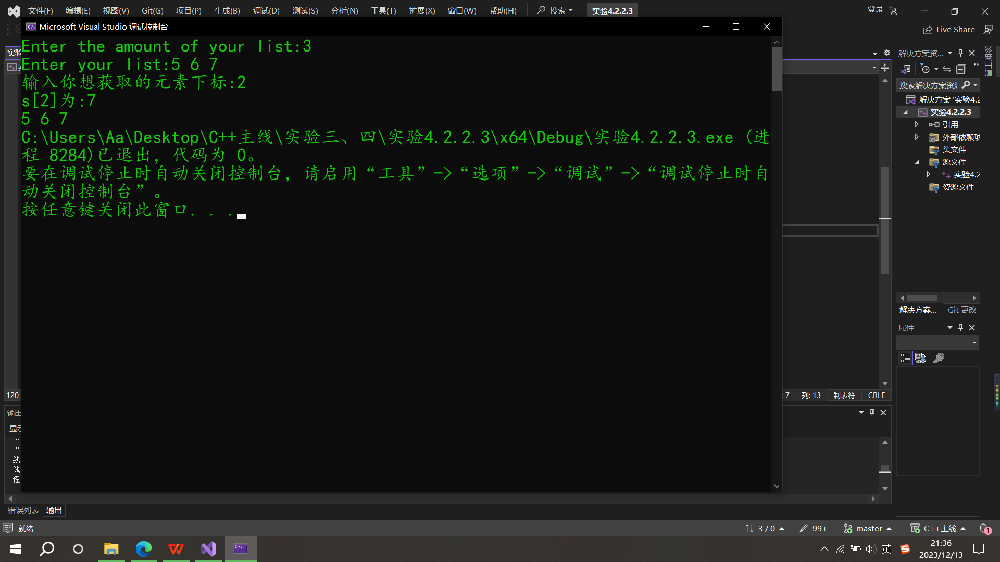 文件(F) 编辑(E) 视图(V) Git(G) 项目(P) 生成(B) 调试(D) 测试(S) 分析(N) 工具(T) 扩展(X) 窗口(W) 帮助(H) 搜索 实验4.2.2.3 登录
Microsoft Visual Studio 调试控制台
Live Share
Enter the amount of your list:3
Enter your list:5 6 7
输入你想获取的元素下标:2
s[2]为:7
5 6 7
C:\Users\Aa\Desktop\C++主线\实验三、四\实验4.2.2.3\x64\Debug\实验4.2.2.3.exe (进
程 8284)已退出，代码为 0。
要在调试停止时自动关闭控制台，请启用“工具”->“选项”->“调试”->“调试停止时自
动关闭控制台”。
按任意键关闭此窗口. . .
实验
诊断工具
解决方案资...
搜索解决方案资源
解决方案 '实验4.2
实验4.2.2.3
引用
外部依赖项
头文件
源文件
实验4.2
资源文件
解决方案... Git 更改
属性
120
: 7 列: 13 制表符 CRLF
输出
显示
“
“
线
线
程
错误列表 输出
就绪
3 / 0 99+ master C++主线 1
英
21:36
2023/12/13